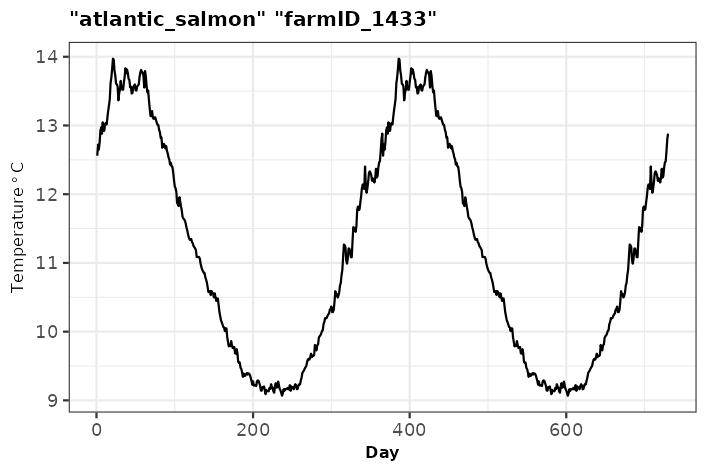 "atlantic_salmon" "farmID_1433"
Temperature ° C
14
13
12
11
10
9
0 200 400 600
Day